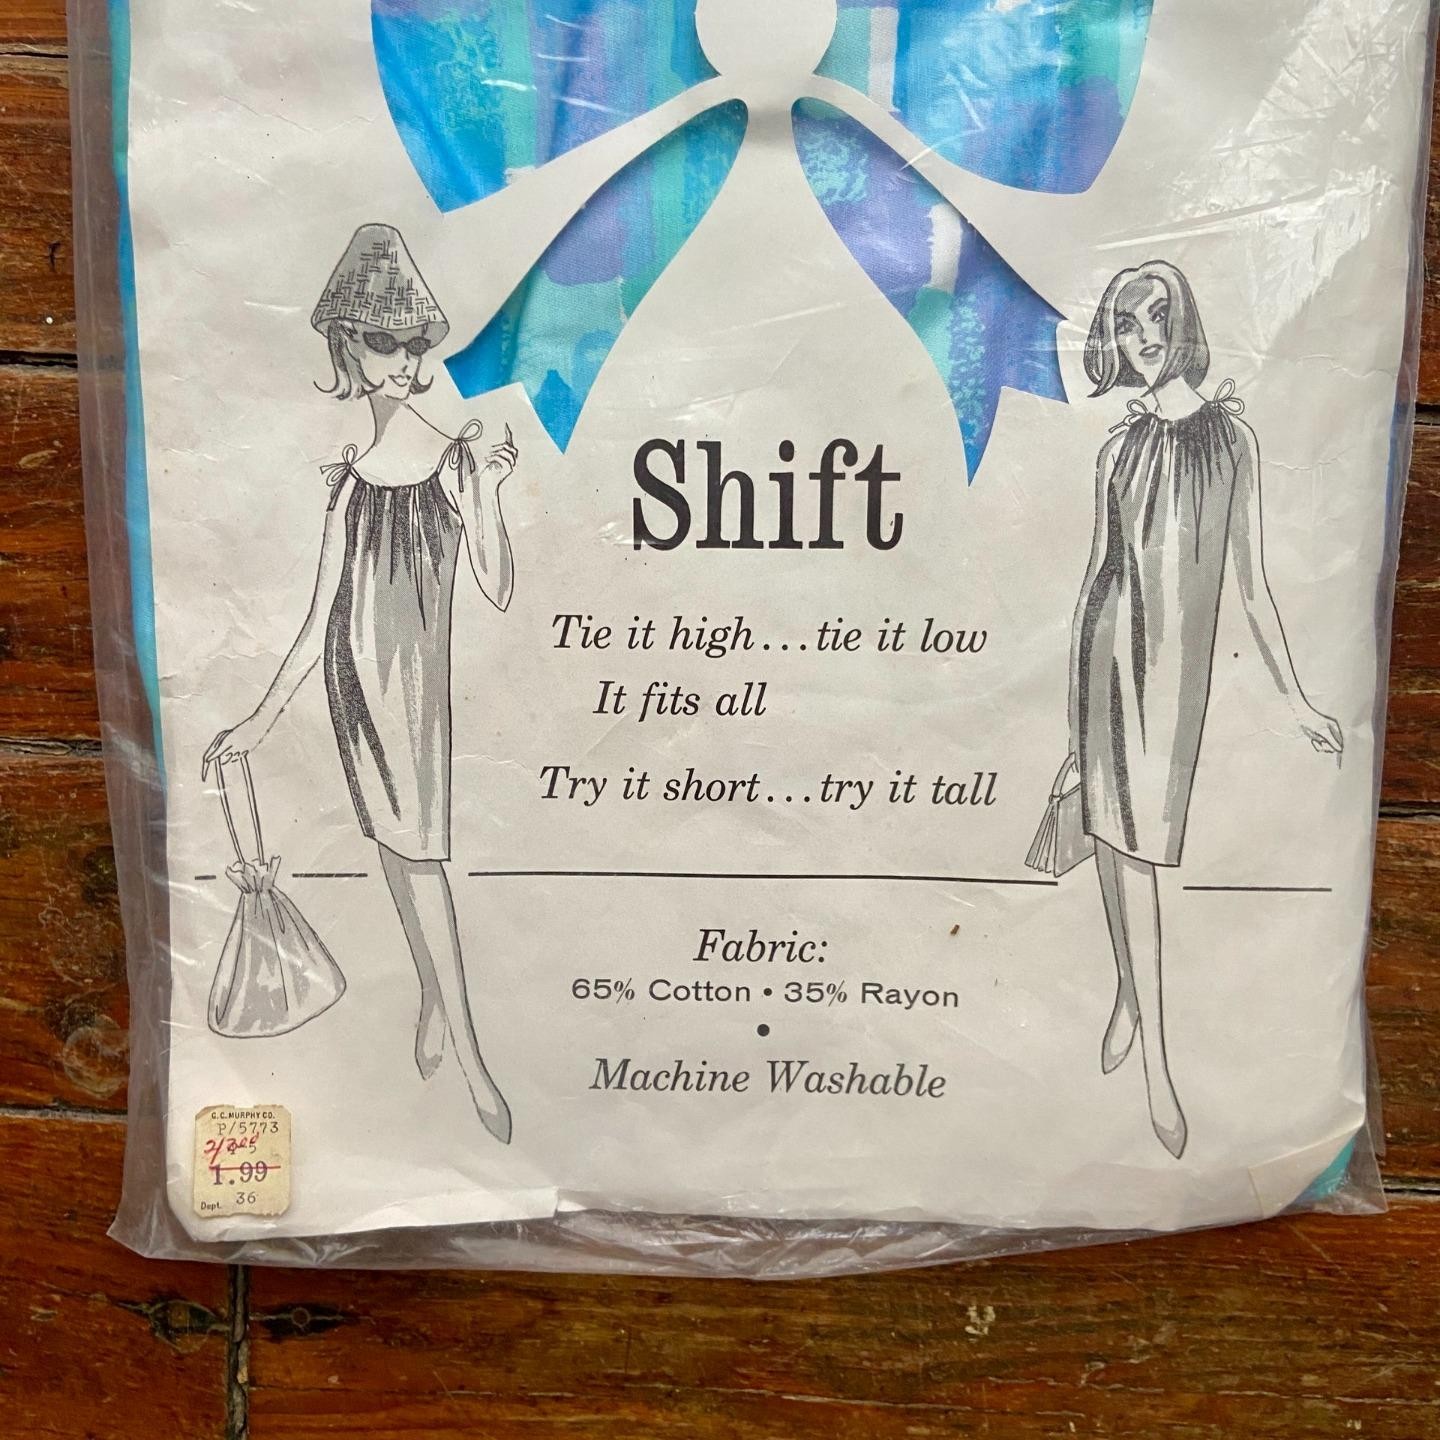 Shift
Tie it high...tie it low
It fits all
Try it short...try it tall
Fabric:
65% Cotton • 35% Rayon
•
Machine Washable
G.C. MURPHY CO.
P/5773
1.99
Dept. 36